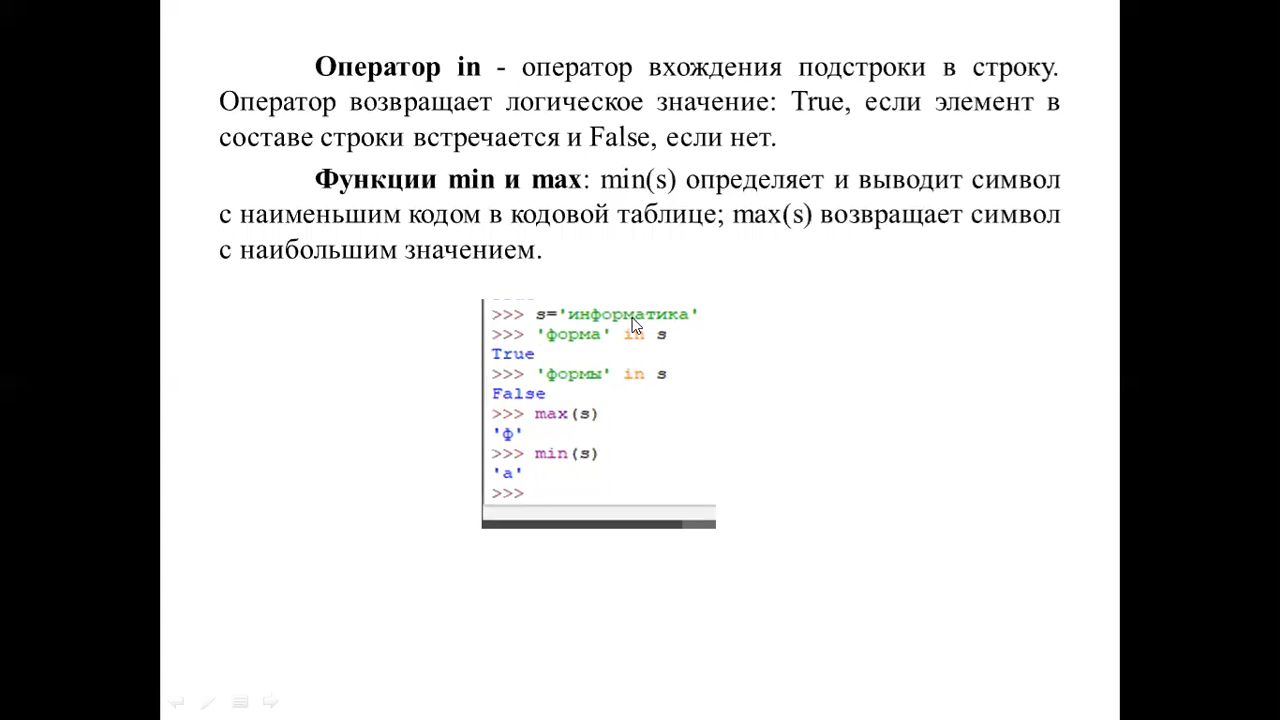 Оператор in - оператор вхождения подстроки в строку.
Оператор возвращает логическое значение: True, если элемент в
составе строки встречается и False, если нет.
Функции min и max: min(s) определяет и выводит символ
с наименьшим кодом в кодовой таблице; max(s) возвращает символ
с наибольшим значением.
>>> s='информатика'
>>> 'форма' in s
True
>>> 'формы' in s
False
>>> max(s)
'ф'
>>> min(s)
'а'
>>>